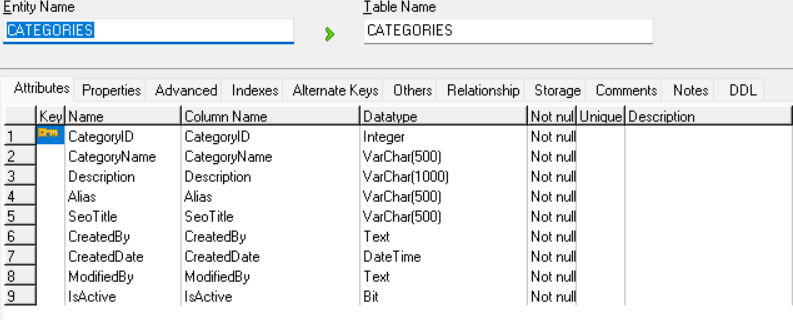 Entity Name Table Name
CATEGORIES CATEGORIES
Attributes Properties Advanced Indexes Alternate Keys Others Relationship Storage Comments Notes DDL
Key Name Column Name Datatype Not nul Unique Description
1 CategoryID CategoryID Integer Not null
2 CategoryName CategoryName VarChar(500) Not null
3 Description Description VarChar(1000) Not null
4 Alias Alias VarChar(500) Not null
5 SeoTitle SeoTitle VarChar(500) Not null
6 CreatedBy CreatedBy Text Not null
7 CreatedDate CreatedDate DateTime Not null
8 ModifiedBy ModifiedBy Text Not null
9 IsActive IsActive Bit Not null